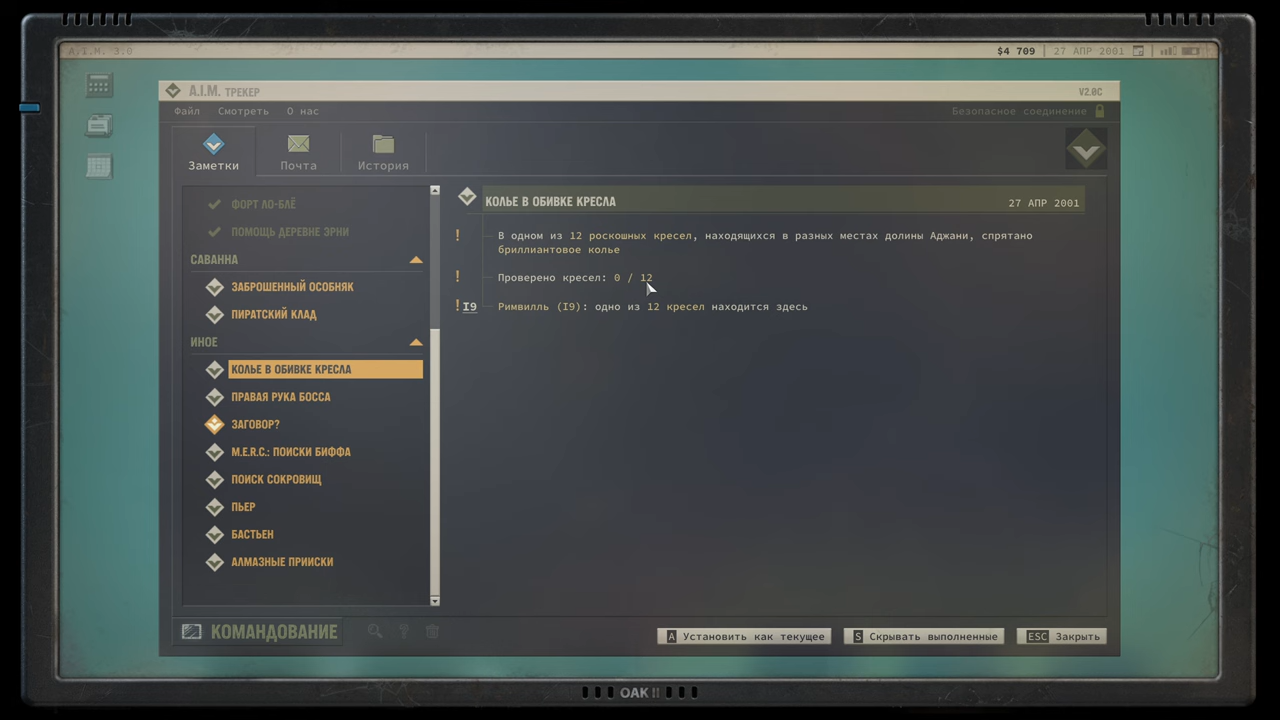 A.I.M. 3.0
$4 709
27 АПР 2001
A.I.M. ТРЕКЕР
V2.0C
Файл Смотреть О нас
Безопасное соединение
Заметки Почта История
ФОРТ ЛО-БЛЁ
ПОМОЩЬ ДЕРЕВНЕ ЗРНИ
САВАННА
ЗАБРОШЕННЫЙ ОСОБНЯК
ПИРАТСКИЙ КЛАД
ИНОЕ
КОЛЬЕ В ОБИВКЕ КРЕСЛА
ПРАВАЯ РУКА БОССА
ЗАГОВОР?
M.E.R.C.: ПОИСКИ БИФФА
ПОИСК СОКРОВИЩ
ПЬЕР
БАСТЬЕН
АЛМАЗНЫЕ ПРИИСКИ
КОЛЬЕ В ОБИВКЕ КРЕСЛА
27 АПР 2001
! В одном из 12 роскошных кресел, находящихся в разных местах долины Аджани, спрятано
бриллиантовое колье
! Проверено кресел: 0 / 12
! I9 Римвилль (I9): одно из 12 кресел находится здесь
КОМАНДОВАНИЕ
A Установить как текущее
S Скрывать выполненные
ESC Закрыть
OAK II